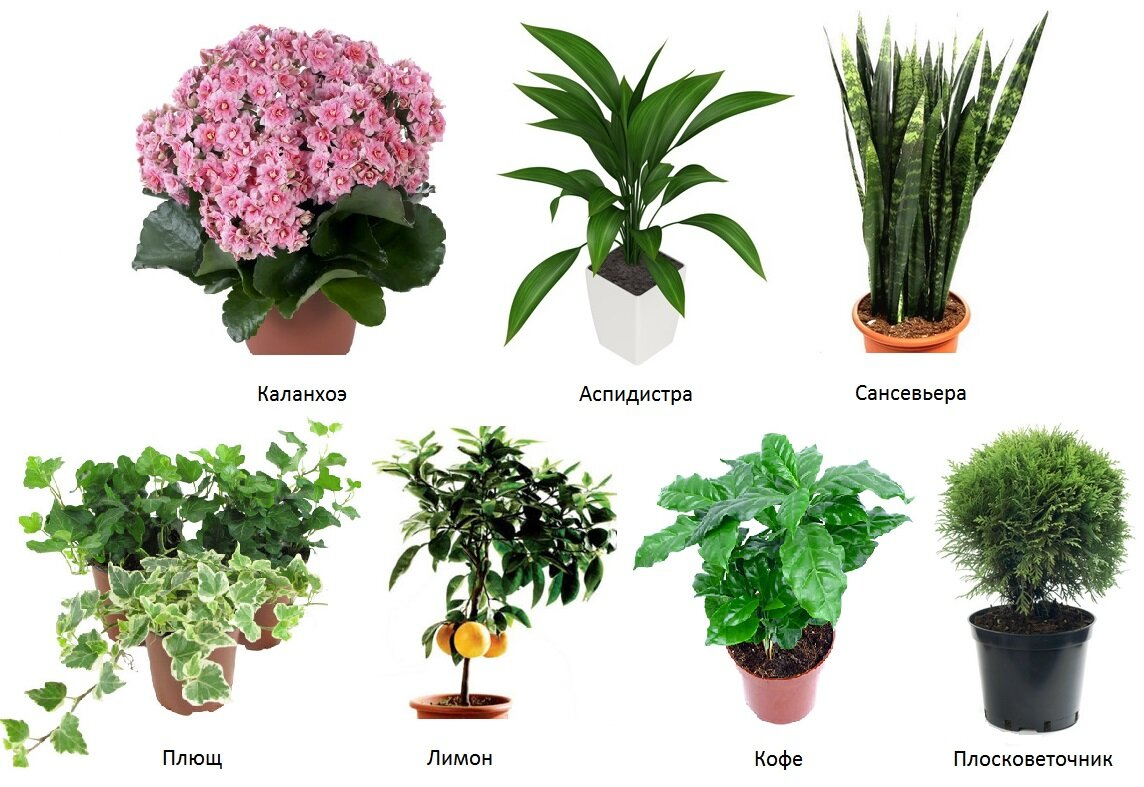 Каланхоэ
Аспидистра
Сансевьера
Плющ
Лимон
Кофе
Плосковеточник